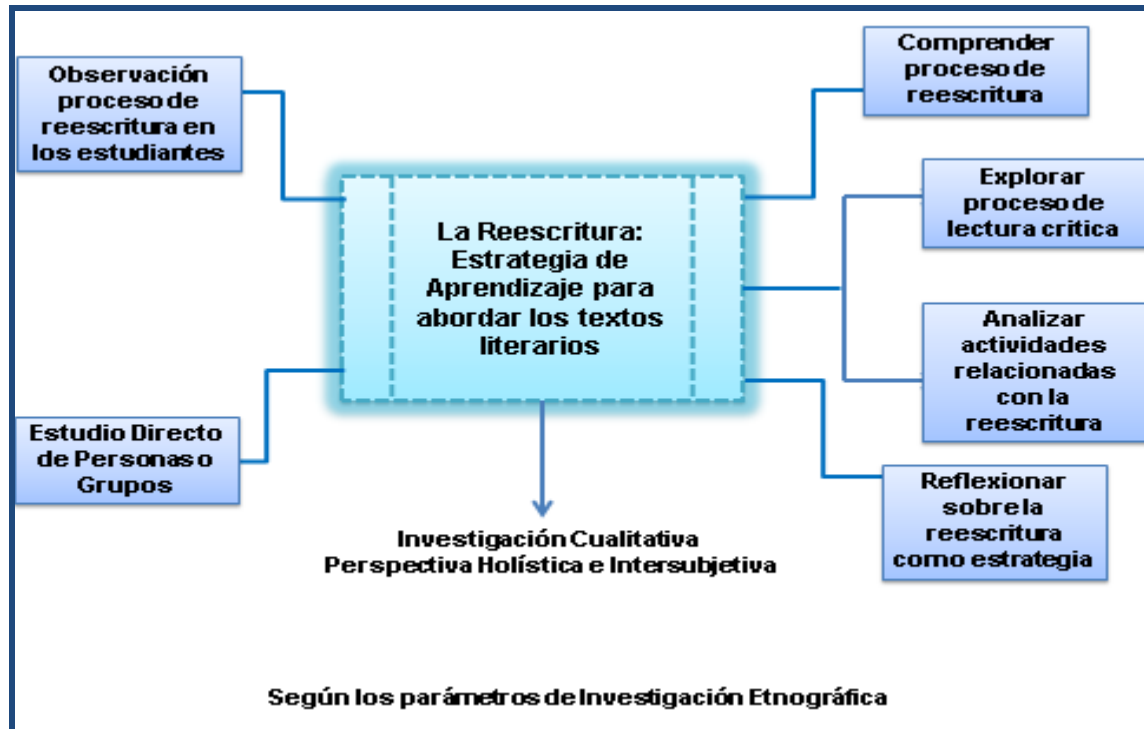 Observación
proceso de
reescritura en
los estudiantes
Estudio Directo
de Personas o
Grupos
La Reescritura:
Estrategia de
Aprendizaje para
abordar los textos
literarios
Investigación Cualitativa
Perspectiva Holística e Intersubjetiva
Comprender
proceso de
reescritura
Explorar
proceso de
lectura critica
Analizar
actividades
relacionadas
con la
reescritura
Reflexionar
sobre la
reescritura
como estrategia
Según los parámetros de Investigación Etnográfica